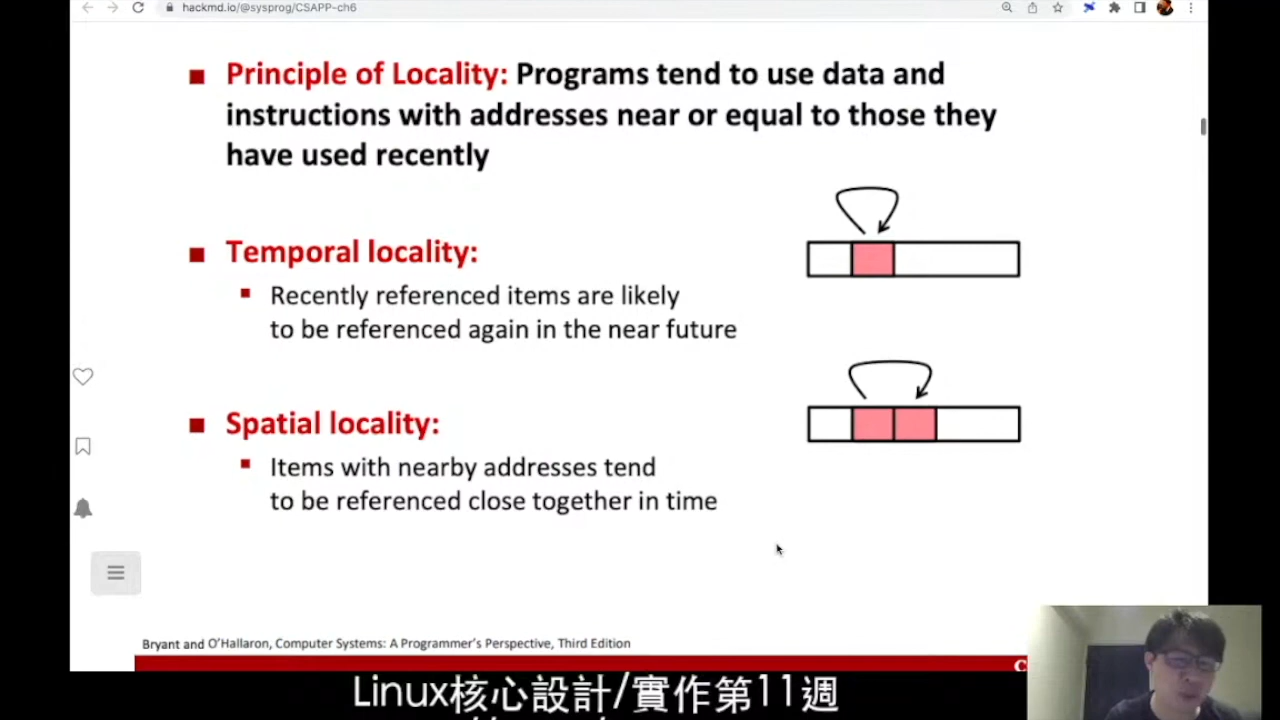 hackmd.io/@sysprog/CSAPP-ch6
Principle of Locality: Programs tend to use data and
instructions with addresses near or equal to those they
have used recently
Temporal locality:
Recently referenced items are likely
to be referenced again in the near future
Spatial locality:
Items with nearby addresses tend
to be referenced close together in time
Bryant and O'Hallaron, Computer Systems: A Programmer's Perspective, Third Edition
Linux核心設計/實作第11週